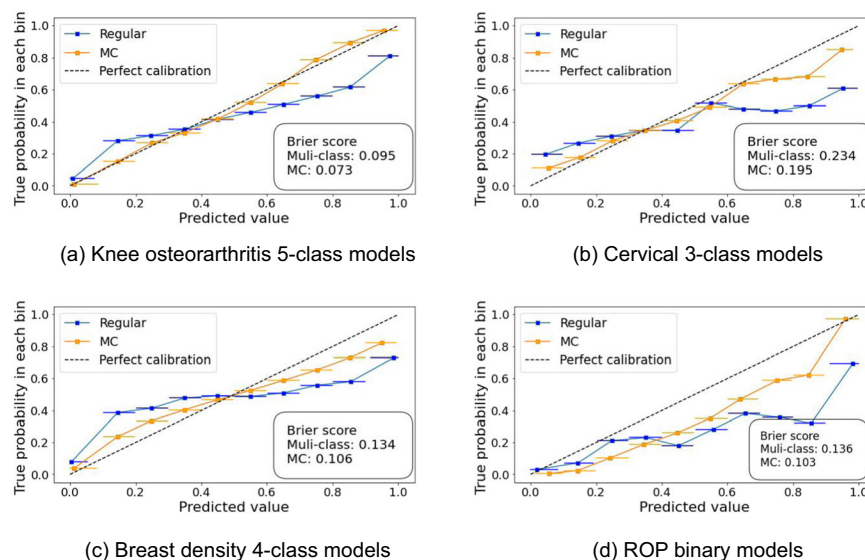 True probability in each bin
1.0
0.8
0.6
0.4
0.2
0.0
Regular
MC
Perfect calibration
Brier score
Muli-class: 0.095
MC: 0.073
0.0 0.2 0.4 0.6 0.8 1.0
Predicted value
(a) Knee osteorarthritis 5-class models
True probability in each bin
1.0
0.8
0.6
0.4
0.2
0.0
Regular
MC
Perfect calibration
Brier score
Muli-class: 0.234
MC: 0.195
0.0 0.2 0.4 0.6 0.8 1.0
Predicted value
(b) Cervical 3-class models
True probability in each bin
1.0
0.8
0.6
0.4
0.2
0.0
Regular
MC
Perfect calibration
Brier score
Muli-class: 0.134
MC: 0.106
0.0 0.2 0.4 0.6 0.8 1.0
Predicted value
(c) Breast density 4-class models
True probability in each bin
1.0
0.8
0.6
0.4
0.2
0.0
Regular
MC
Perfect calibration
Brier score
Muli-class: 0.136
MC: 0.103
0.0 0.2 0.4 0.6 0.8 1.0
Predicted value
(d) ROP binary models